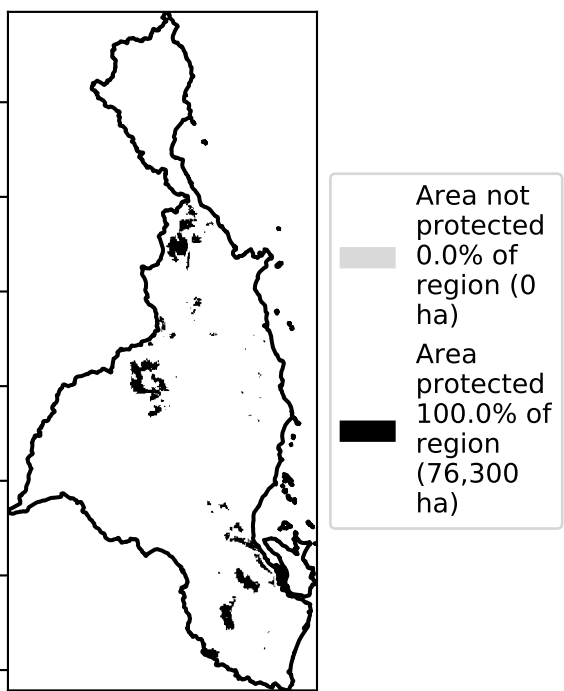 Area not
protected
0.0% of
region (0
ha)
Area
protected
100.0% of
region
(76,300
ha)